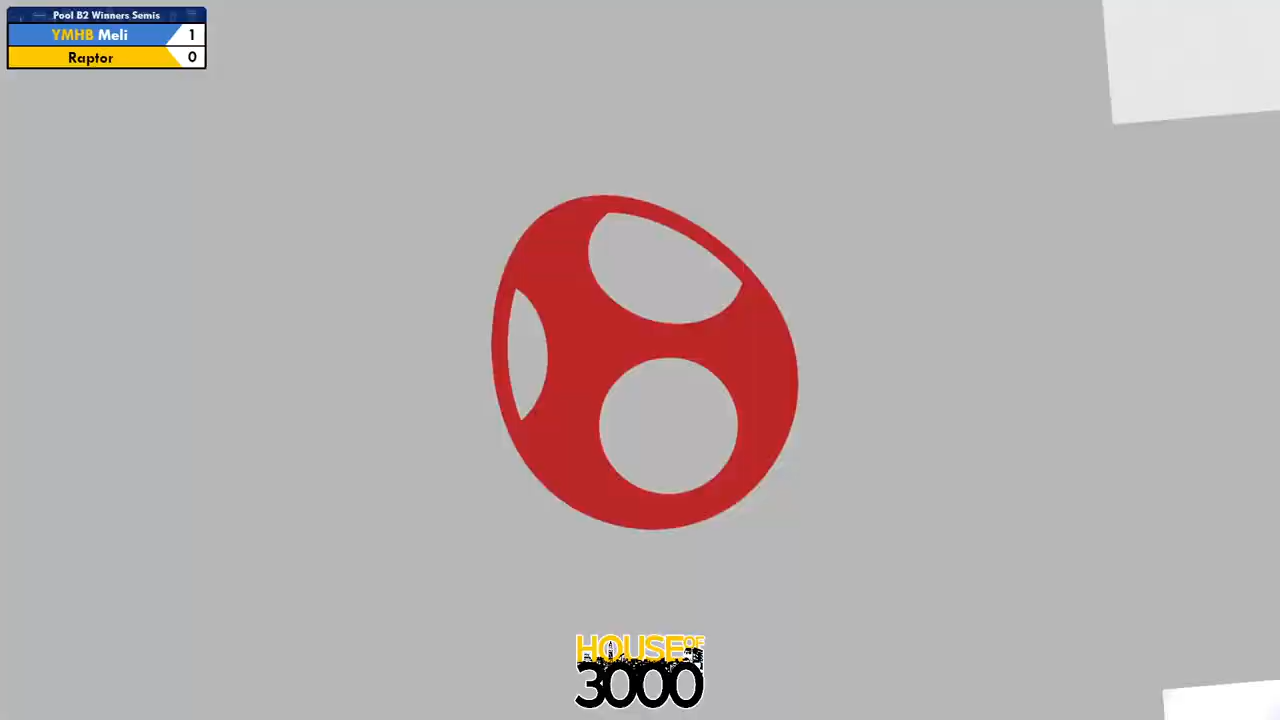 Pool B2 Winners Semis
YMHB Meli 1
Raptor 0
HOUSE OF
3000